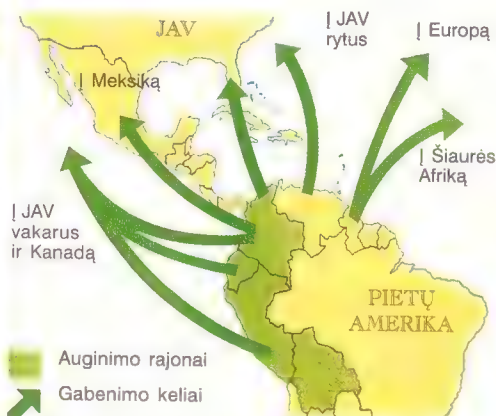 JAV
Į JAV
rytus
Į Europą
Į Meksiką
Į Šiaurės
Afriką
Į JAV
vakarus
ir Kanadą
PIETŲ
AMERIKA
Auginimo rajonai
Gabenimo keliai